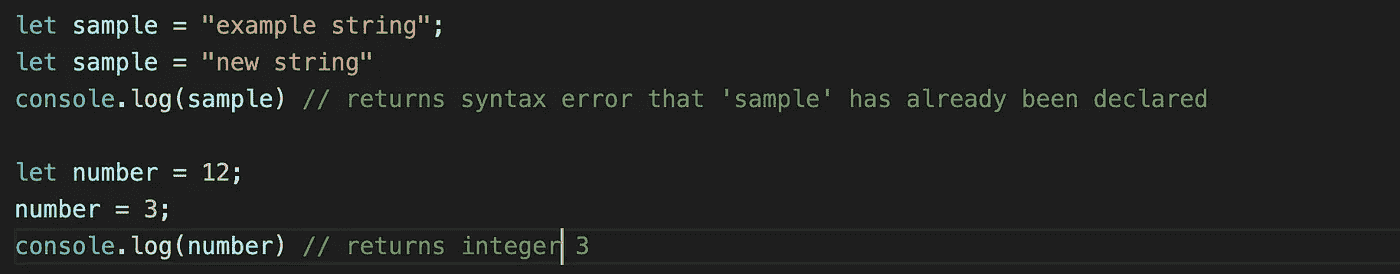 let sample = "example string";
let sample = "new string"
console.log(sample) // returns syntax error that 'sample' has already been declared
let number = 12;
number = 3;
console.log(number) // returns integer 3